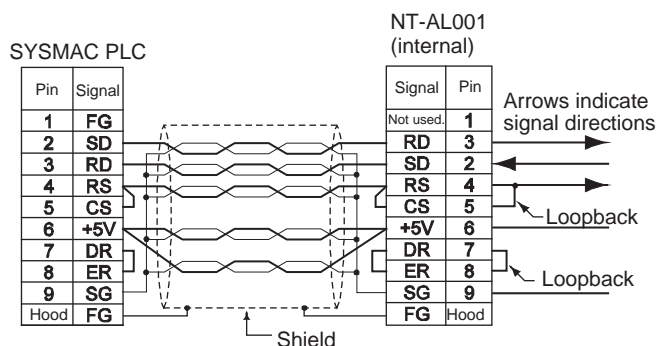 NT-AL001
(internal)
SYSMAC PLC
Pin Signal
1 FG
2 SD
3 RD
4 RS
5 CS
6 +5V
7 DR
8 ER
9 SG
Hood FG
Signal Pin
Not used. 1
RD 3
SD 2
RS 4
CS 5
+5V 6
DR 7
ER 8
SG 9
FG Hood
Arrows indicate
signal directions
Loopback
Loopback
Shield